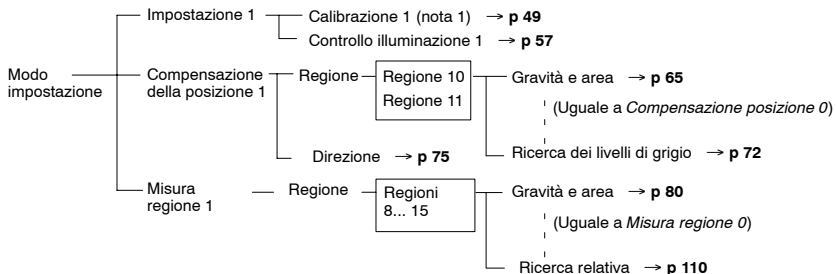 Impostazione 1
Calibrazione 1 (nota 1) → p 49
Controllo illuminazione 1 → p 57
Modo
impostazione
Compensazione
della posizione 1
Regione
Regione 10
Regione 11
Gravità e area → p 65
(Uguale a Compensazione posizione 0)
Ricerca dei livelli di grigio → p 72
Direzione → p 75
Misura
regione 1
Regione
Regioni
8... 15
Gravità e area → p 80
(Uguale a Misura regione 0)
Ricerca relativa → p 110